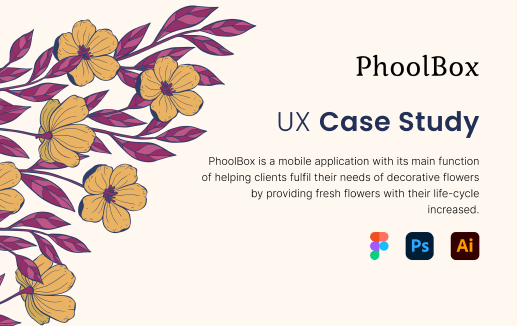 PhoolBox
UX Case Study
PhoolBox is a mobile application with its main function
of helping clients fulfil their needs of decorative flowers
by providing fresh flowers with their life-cycle
increased.
Ps
Ai